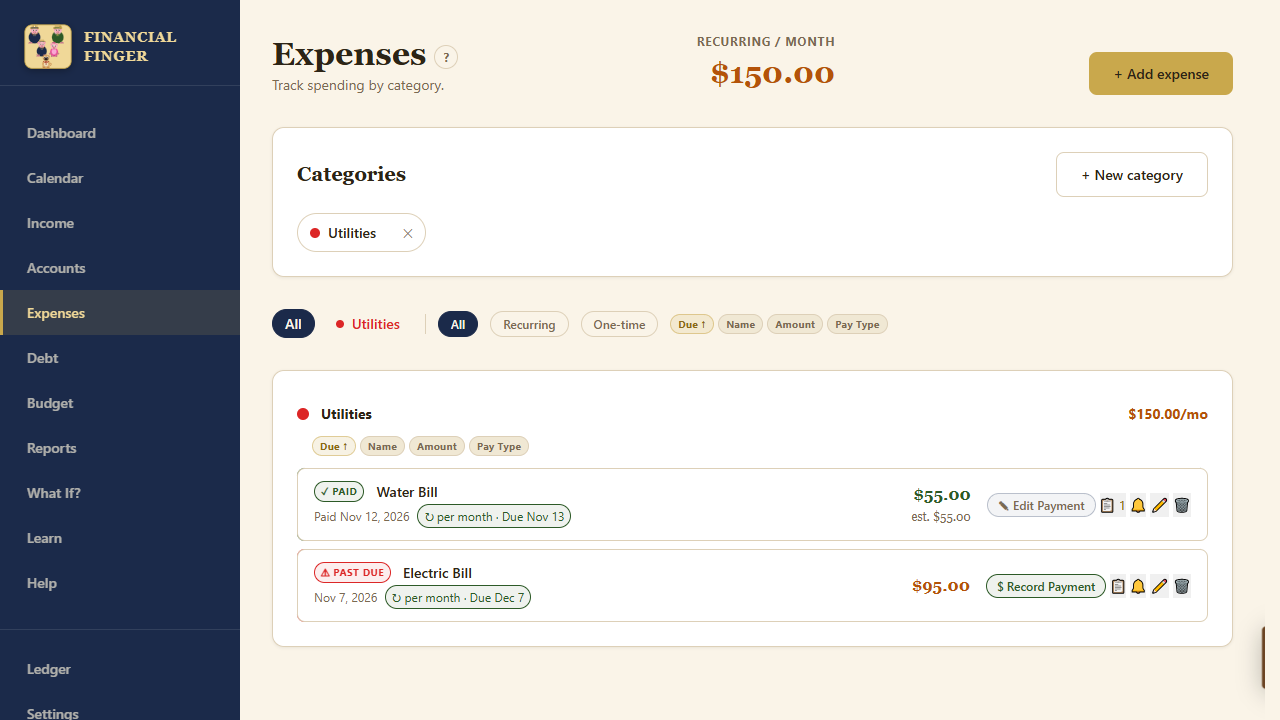 FINANCIAL
FINGER
Dashboard
Calendar
Income
Accounts
Expenses
Debt
Budget
Reports
What If?
Learn
Help
Ledger
Settings
Expenses ?
Track spending by category.
RECURRING / MONTH
$150.00
+ Add expense
Categories
+ New category
Utilities ×
All Utilities All Recurring One-time Due ↑ Name Amount Pay Type
Utilities $150.00/mo
Due ↑ Name Amount Pay Type
✓ PAID Water Bill
Paid Nov 12, 2026 ↻ per month · Due Nov 13
$55.00
est. $55.00
✎ Edit Payment 📋 1 🔔 ✏️ 🗑️
⚠ PAST DUE Electric Bill
Nov 7, 2026 ↻ per month · Due Dec 7
$95.00
$ Record Payment 📋 🔔 ✏️ 🗑️